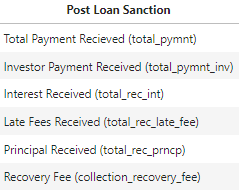 Post Loan Sanction
Total Payment Recieved (total_pymnt)
Investor Payment Received (total_pymnt_inv)
Interest Received (total_rec_int)
Late Fees Received (total_rec_late_fee)
Principal Received (total_rec_prncp)
Recovery Fee (collection_recovery_fee)